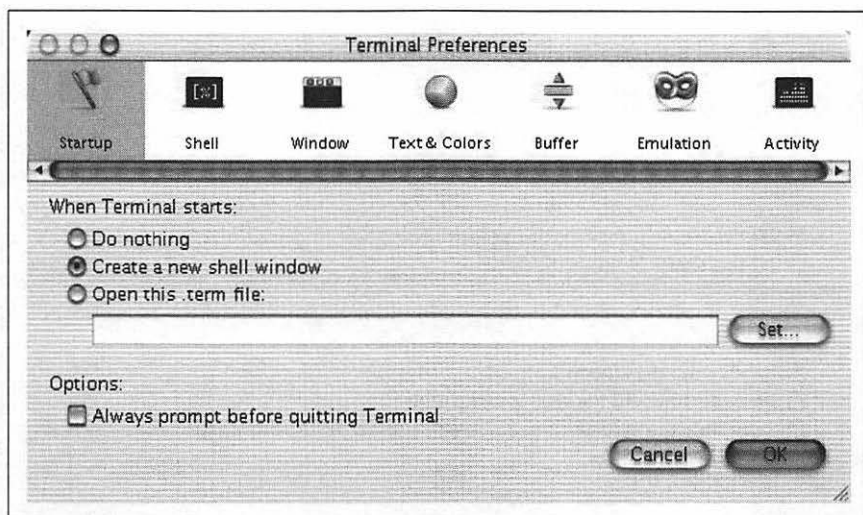 Terminal Preferences
[%]
Startup Shell Window Text & Colors Buffer Emulation Activity
When Terminal starts:
Do nothing
Create a new shell window
Open this .term file:
Set...
Options:
Always prompt before quitting Terminal
Cancel OK